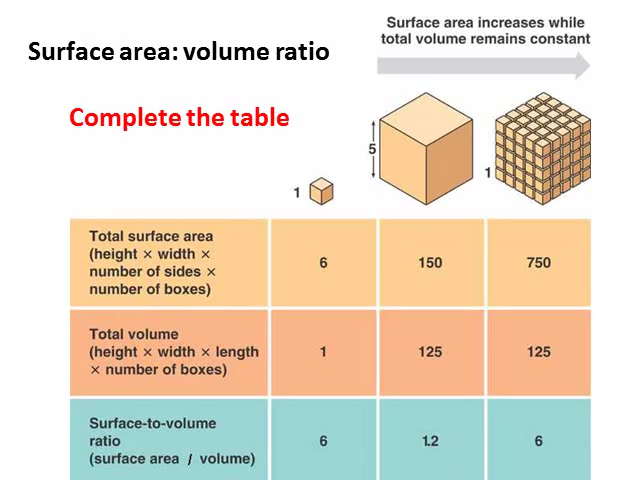 Surface area increases while
total volume remains constant
Surface area: volume ratio
Complete the table
5
1
1
Total surface area
(height × width ×
number of sides ×
number of boxes)
6
150
750
Total volume
(height × width × length
× number of boxes)
1
125
125
Surface-to-volume
ratio
(surface area / volume)
6
1.2
6